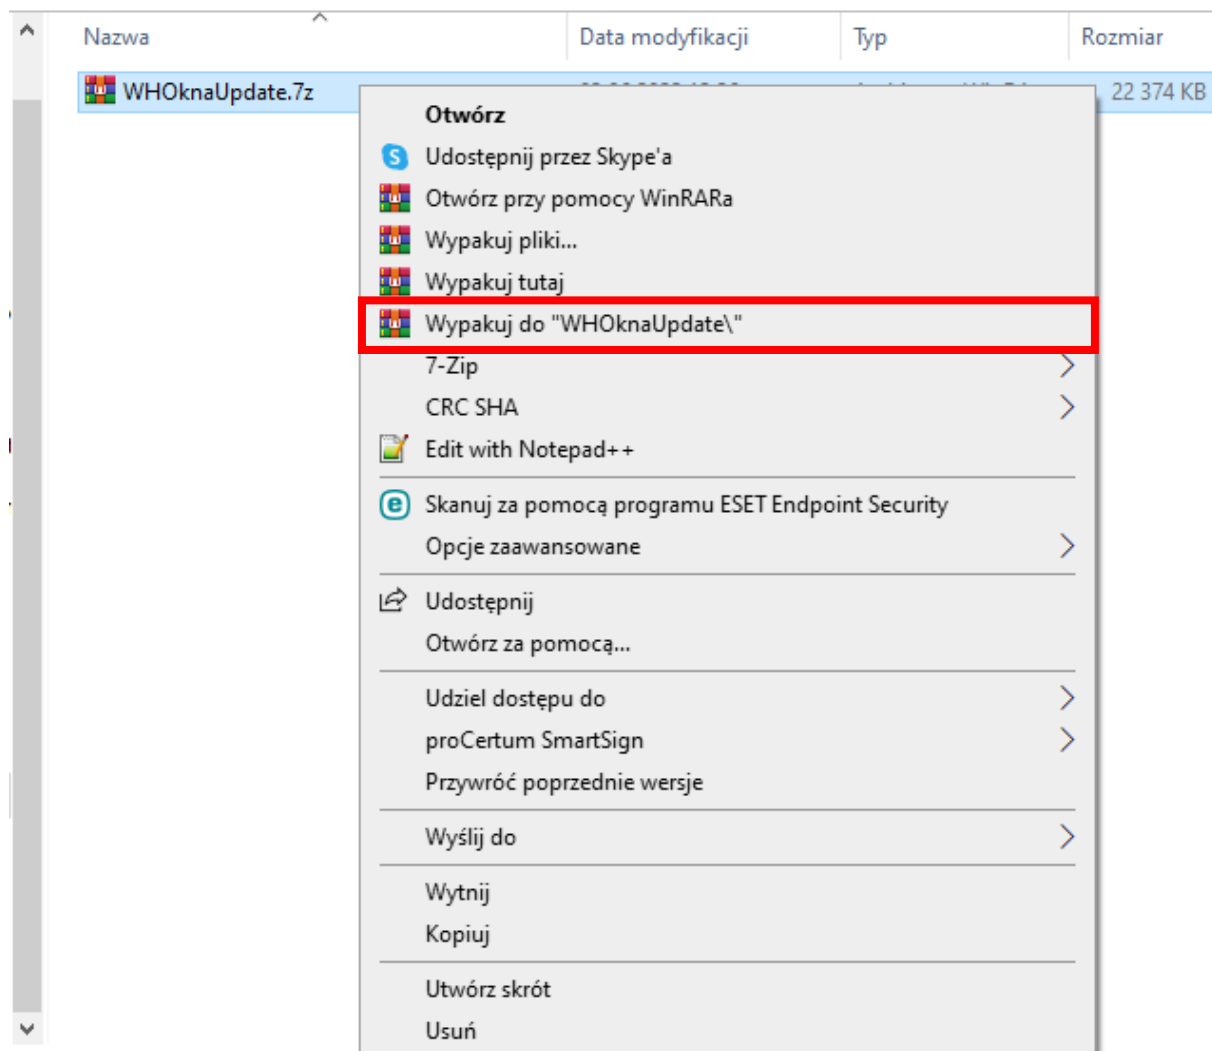 Nazwa Data modyfikacji Typ Rozmiar
WHOknaUpdate.7z 22 374 KB
Otwórz
Udostępnij przez Skype'a
Otwórz przy pomocy WinRARa
Wypakuj pliki...
Wypakuj tutaj
Wypakuj do "WHOknaUpdate\"
7-Zip
CRC SHA
Edit with Notepad++
Skanuj za pomocą programu ESET Endpoint Security
Opcje zaawansowane
Udostępnij
Otwórz za pomocą...
Udziel dostępu do
proCertum SmartSign
Przywróć poprzednie wersje
Wyślij do
Wytnij
Kopiuj
Utwórz skrót
Usuń